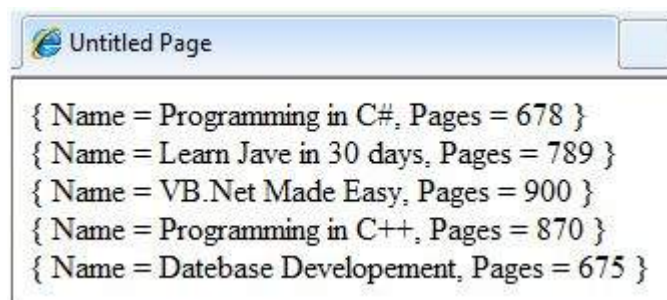 Untitled Page
{ Name = Programming in C#, Pages = 678 }
{ Name = Learn Jave in 30 days, Pages = 789 }
{ Name = VB.Net Made Easy, Pages = 900 }
{ Name = Programming in C++, Pages = 870 }
{ Name = Datebase Developement, Pages = 675 }